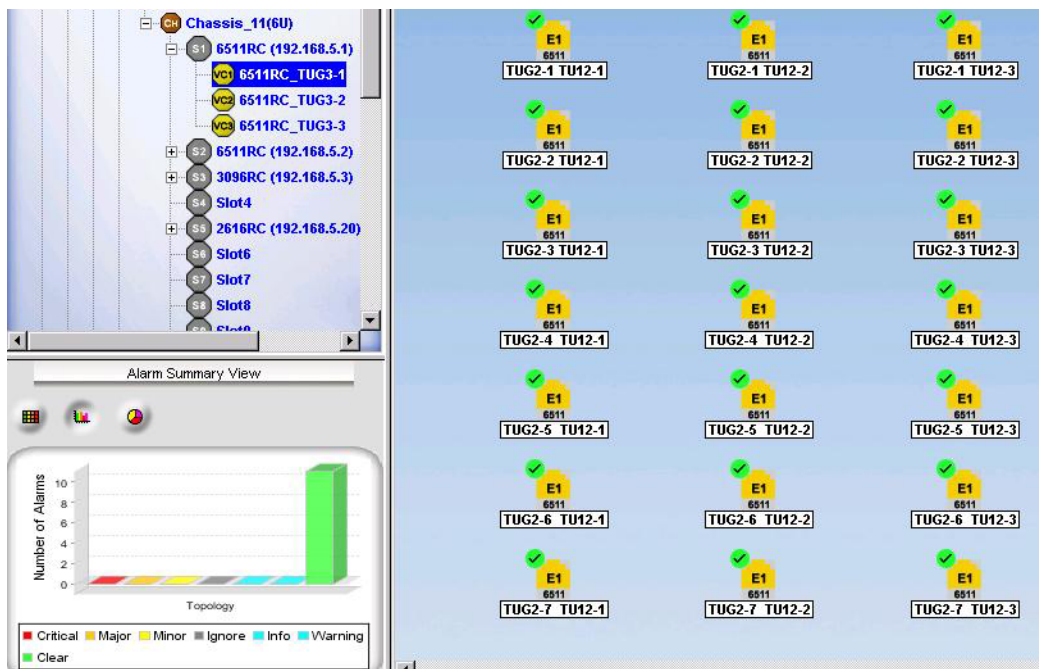 CH Chassis_11(6U)
S1 6511RC (192.168.5.1)
VC1 6511RC_TUG3-1
VC2 6511RC_TUG3-2
VC3 6511RC_TUG3-3
S2 6511RC (192.168.5.2)
S3 3096RC (192.168.5.3)
S4 Slot4
S5 2616RC (192.168.5.20)
S6 Slot6
S7 Slot7
S8 Slot8
S9 Slot9
Alarm Summary View
Number of Alarms
10
8
6
4
2
0
Topology
Critical Major Minor Ignore Info Warning
Clear
E1 E1 E1
6511 6511 6511
TUG2-1 TU12-1 TUG2-1 TU12-2 TUG2-1 TU12-3
E1 E1 E1
6511 6511 6511
TUG2-2 TU12-1 TUG2-2 TU12-2 TUG2-2 TU12-3
E1 E1 E1
6511 6511 6511
TUG2-3 TU12-1 TUG2-3 TU12-2 TUG2-3 TU12-3
E1 E1 E1
6511 6511 6511
TUG2-4 TU12-1 TUG2-4 TU12-2 TUG2-4 TU12-3
E1 E1 E1
6511 6511 6511
TUG2-5 TU12-1 TUG2-5 TU12-2 TUG2-5 TU12-3
E1 E1 E1
6511 6511 6511
TUG2-6 TU12-1 TUG2-6 TU12-2 TUG2-6 TU12-3
E1 E1 E1
6511 6511 6511
TUG2-7 TU12-1 TUG2-7 TU12-2 TUG2-7 TU12-3